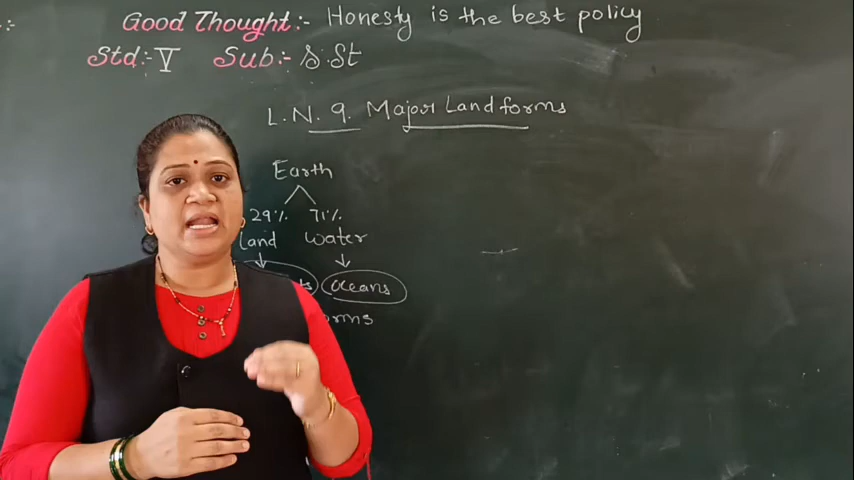 Good Thought:- Honesty is the best policy
Std:- V Sub:- S.St
L.N. 9. Major Landforms
Earth
29% 71%
Land Water
Oceans